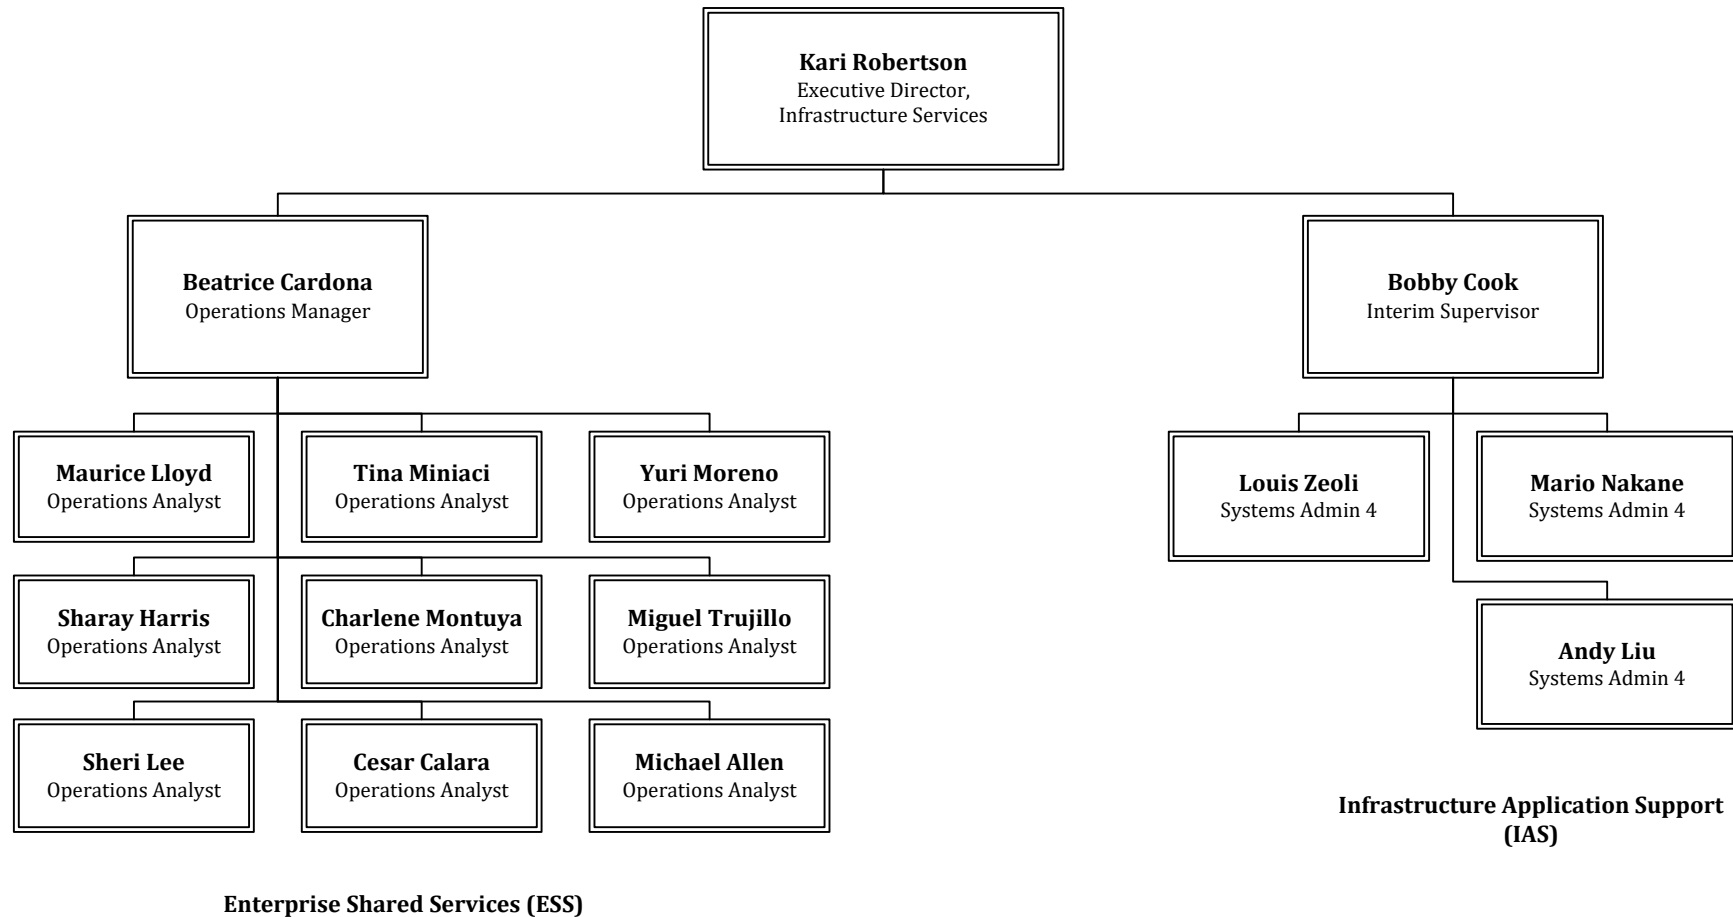 Kari Robertson
Executive Director,
Infrastructure Services
Beatrice Cardona
Operations Manager
Bobby Cook
Interim Supervisor
Maurice Lloyd
Operations Analyst
Tina Miniaci
Operations Analyst
Yuri Moreno
Operations Analyst
Louis Zeoli
Systems Admin 4
Mario Nakane
Systems Admin 4
Sharay Harris
Operations Analyst
Charlene Montuya
Operations Analyst
Miguel Trujillo
Operations Analyst
Andy Liu
Systems Admin 4
Sheri Lee
Operations Analyst
Cesar Calara
Operations Analyst
Michael Allen
Operations Analyst
Infrastructure Application Support
(IAS)
Enterprise Shared Services (ESS)